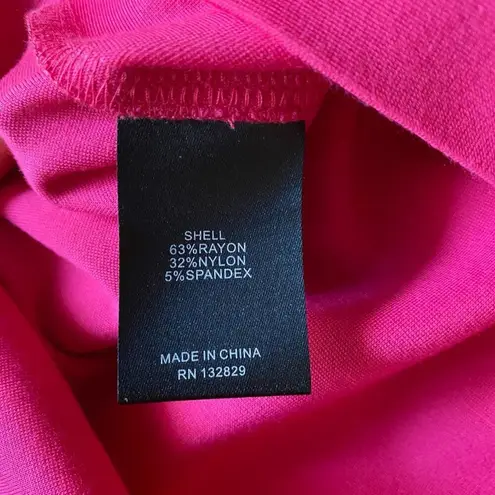 SHELL
63%RAYON
32%NYLON
5%SPANDEX
MADE IN CHINA
RN 132829